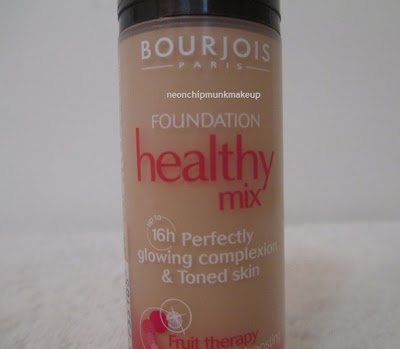 BOURJOIS
PARIS
neonchipmunkmakeup
FOUNDATION
healthy
mix
up to
16h Perfectly
glowing complexion
& Toned skin
Fruit therapy